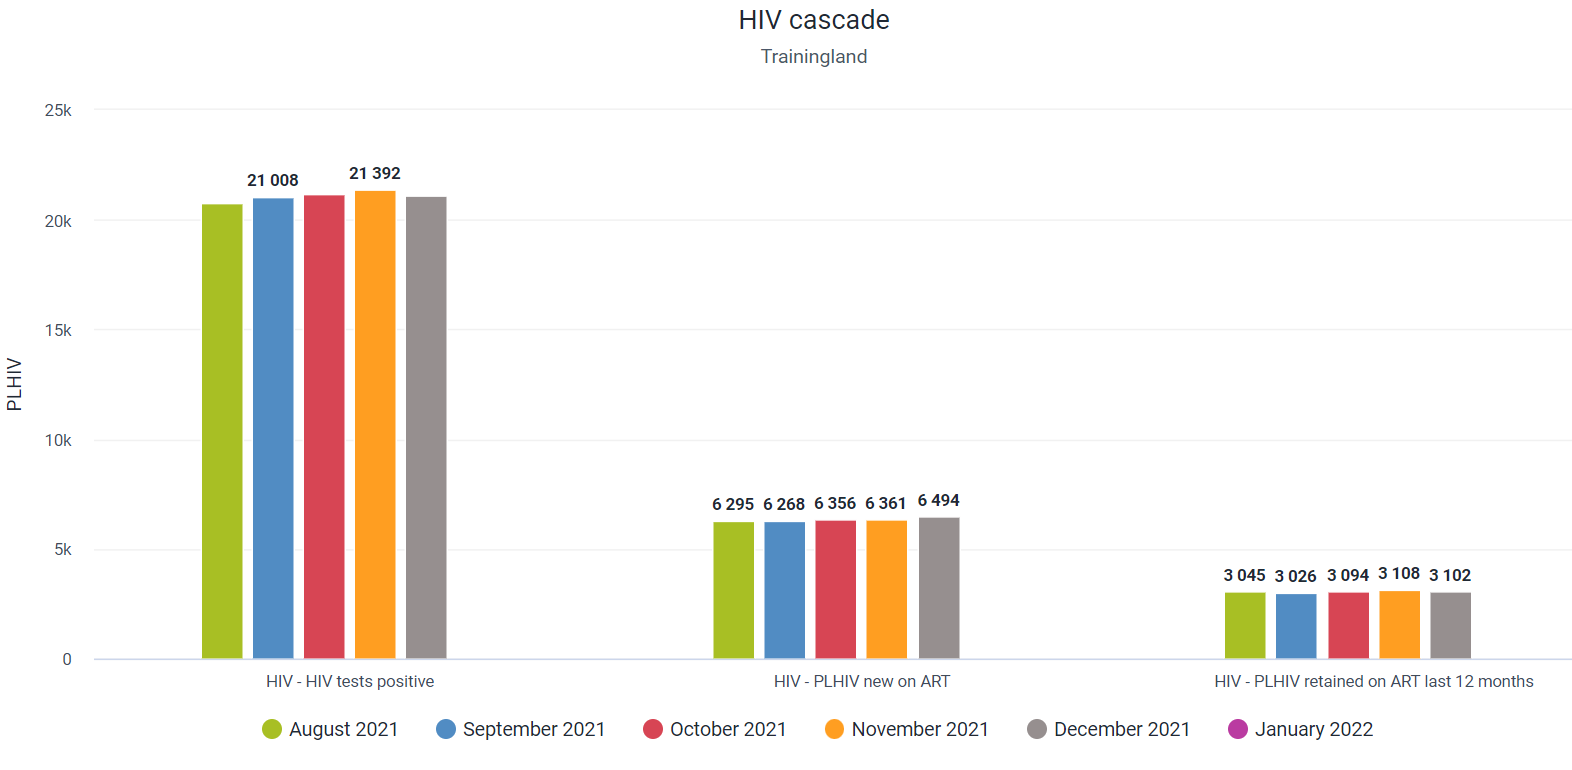 HIV cascade
Trainingland
25k
20k
15k
10k
5k
0
PLHIV
21 008
21 392
6 295 6 268 6 356 6 361 6 494
3 045 3 026 3 094 3 108 3 102
HIV - HIV tests positive
HIV - PLHIV new on ART
HIV - PLHIV retained on ART last 12 months
August 2021 September 2021 October 2021 November 2021 December 2021 January 2022